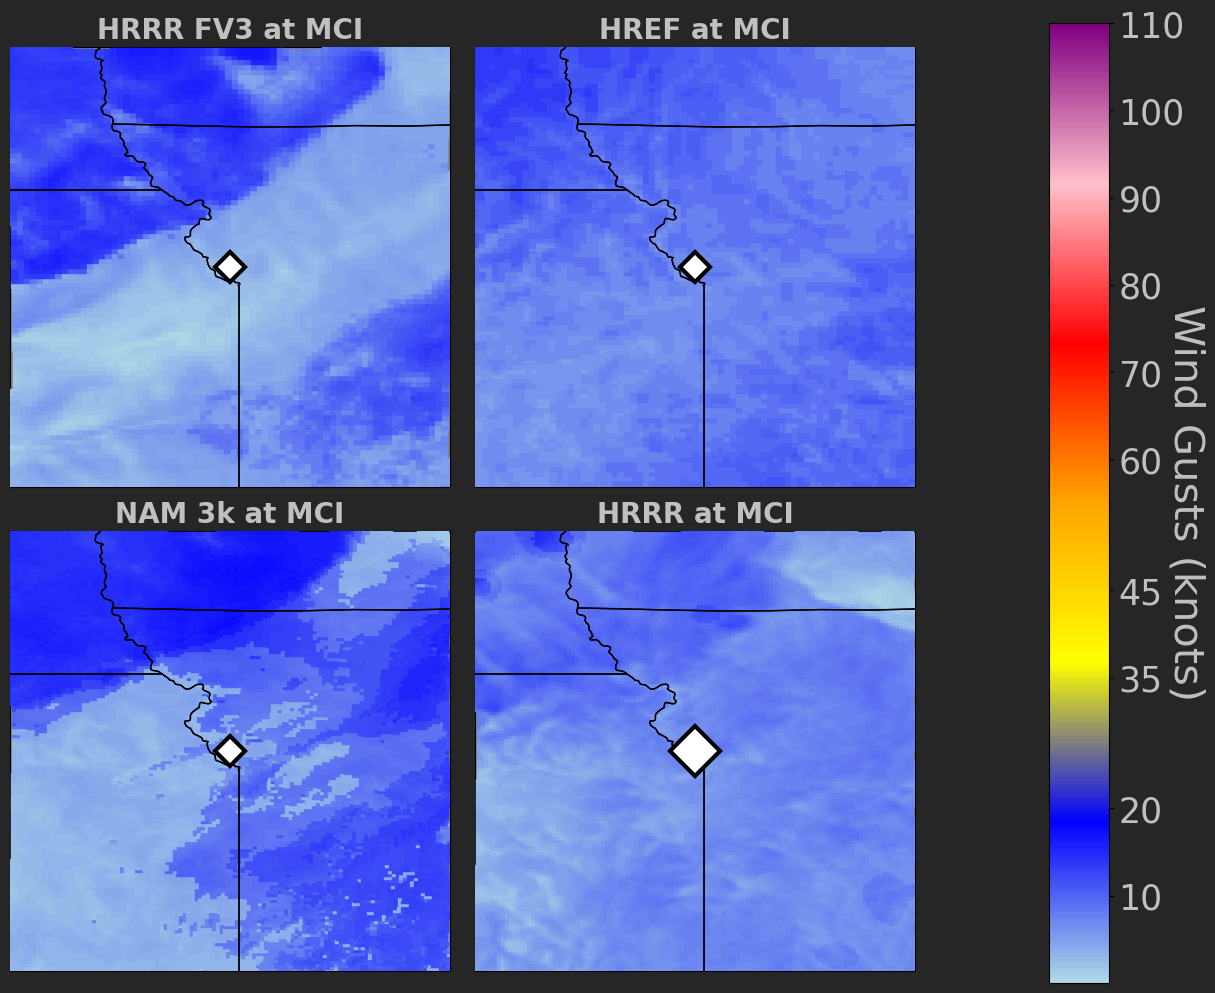 HRRR FV3 at MCI
HREF at MCI
NAM 3k at MCI
HRRR at MCI
110
100
90
80
70
60
45
35
20
10
Wind Gusts (knots)